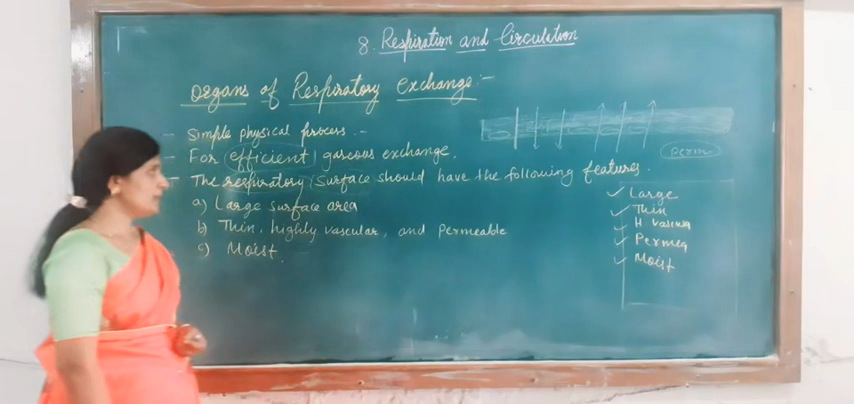 8. Respiration and Circulation
Organs of Respiratory exchange:-
- Simple physical process.-
- For (efficient) gaseous exchange.
- The respiratory surface should have the following features.
a) Large surface area
b) Thin, highly vascular, and Permeable
c) Moist.
Perm
✓ Large
✓ Thin
✓ H
✓ Permea
✓ Moist